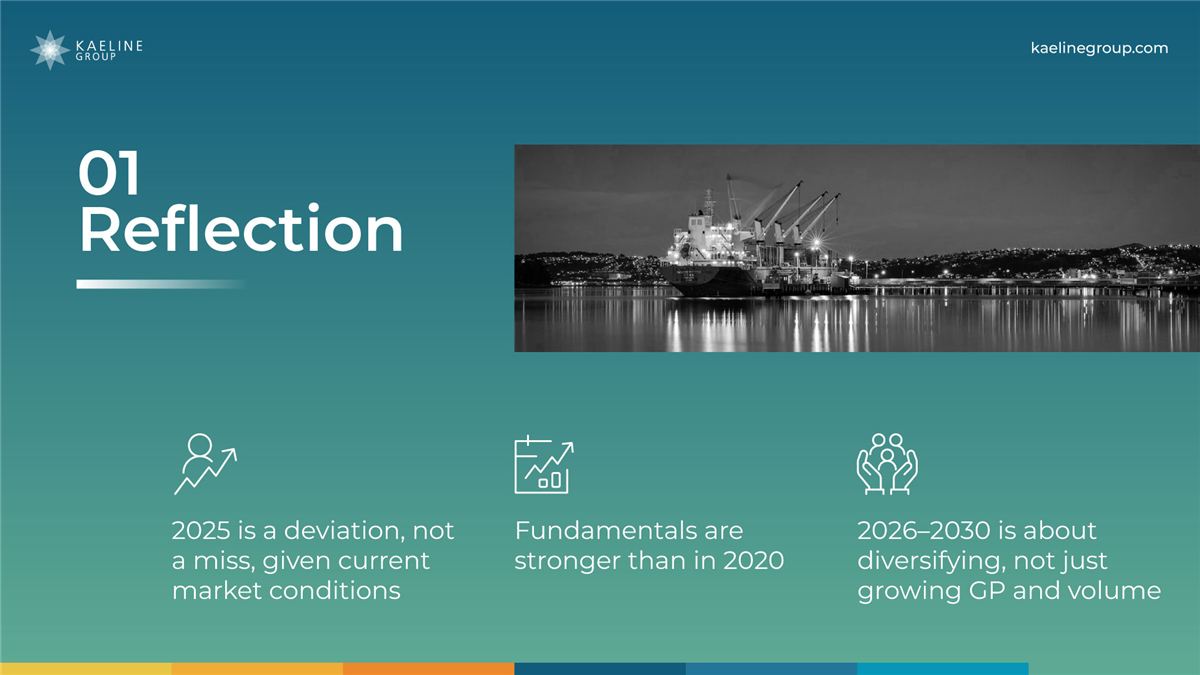 KAELINE
GROUP
kaelinegroup.com
01
Reflection
2025 is a deviation, not
a miss, given current
market conditions
Fundamentals are
stronger than in 2020
2026–2030 is about
diversifying, not just
growing GP and volume